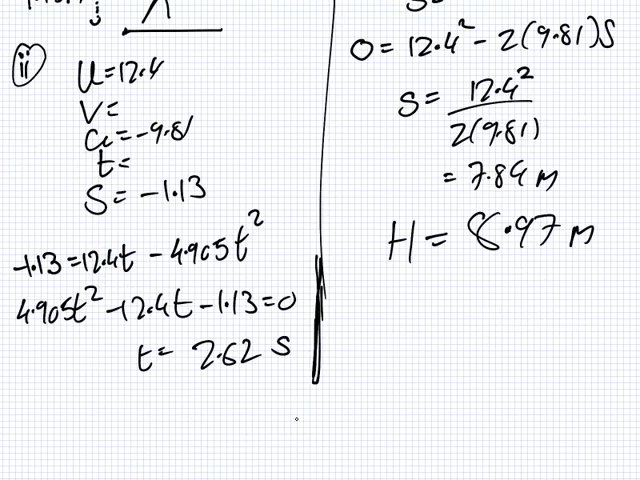 ii
U=12.4
V=
a=-9.81
t=
S=-1.13
-1.13=12.4t - 4.905t²
4.905t²-12.4t-1.13=0
t= 2.62 S
0= 12.4² - 2(9.81)S
S= 12.4² / 2(9.81)
= 7.84 m
H= 8.97 m